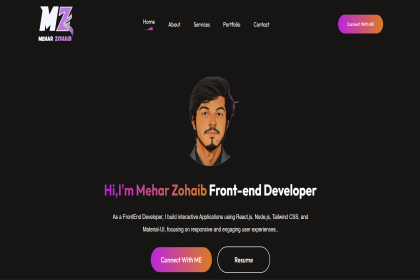 MZ
MEHAR ZOHAIB
Home
About
Services
Portfolio
Contact
Connect With ME
Hi,I'm Mehar Zohaib Front-end Developer
As a FrontEnd Developer, I build interactive Applications using React.js, Node.js, Tailwind CSS, and
Material-UI, focusing on responsive and engaging user experiences..
Connect With ME
Resume